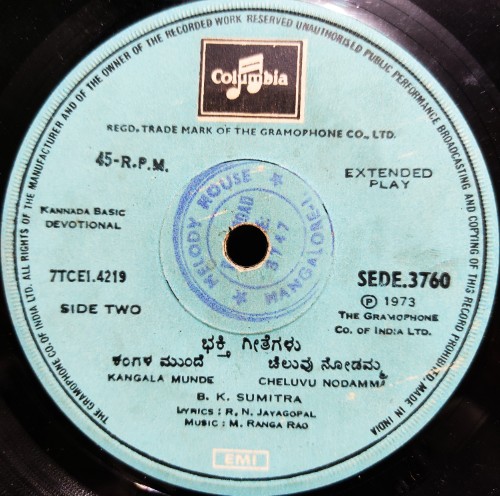 ALL RIGHTS OF THE MANUFACTURER AND OF THE OWNER OF THE RECORDED WORK RESERVED UNAUTHORISED PUBLIC PERFORMANCE BROADCASTING AND COPYING OF THIS RECORD PROHIBITED. MADE IN INDIA
THE GRAMOPHONE CO. OF INDIA LTD.
Columbia
REGD. TRADE MARK OF THE GRAMOPHONE CO., LTD.
45-R.P.M.
EXTENDED
PLAY
KANNADA BASIC
DEVOTIONAL
MELODY HOUSE
MANGALORE-1
7TCE1.4219
SEDE.3760
SIDE TWO
℗ 1973
THE GRAMOPHONE
CO. OF INDIA LTD.
ಭಕ್ತಿ ಗೀತೆಗಳು
ಕಂಗಳ ಮುಂದೆ ಚೆಲುವು ನೋಡಮ್ಮ
KANGALA MUNDE CHELUVU NODAMMA
B. K. SUMITRA
LYRICS : R. N. JAYAGOPAL
MUSIC : M. RANGA RAO
EMI